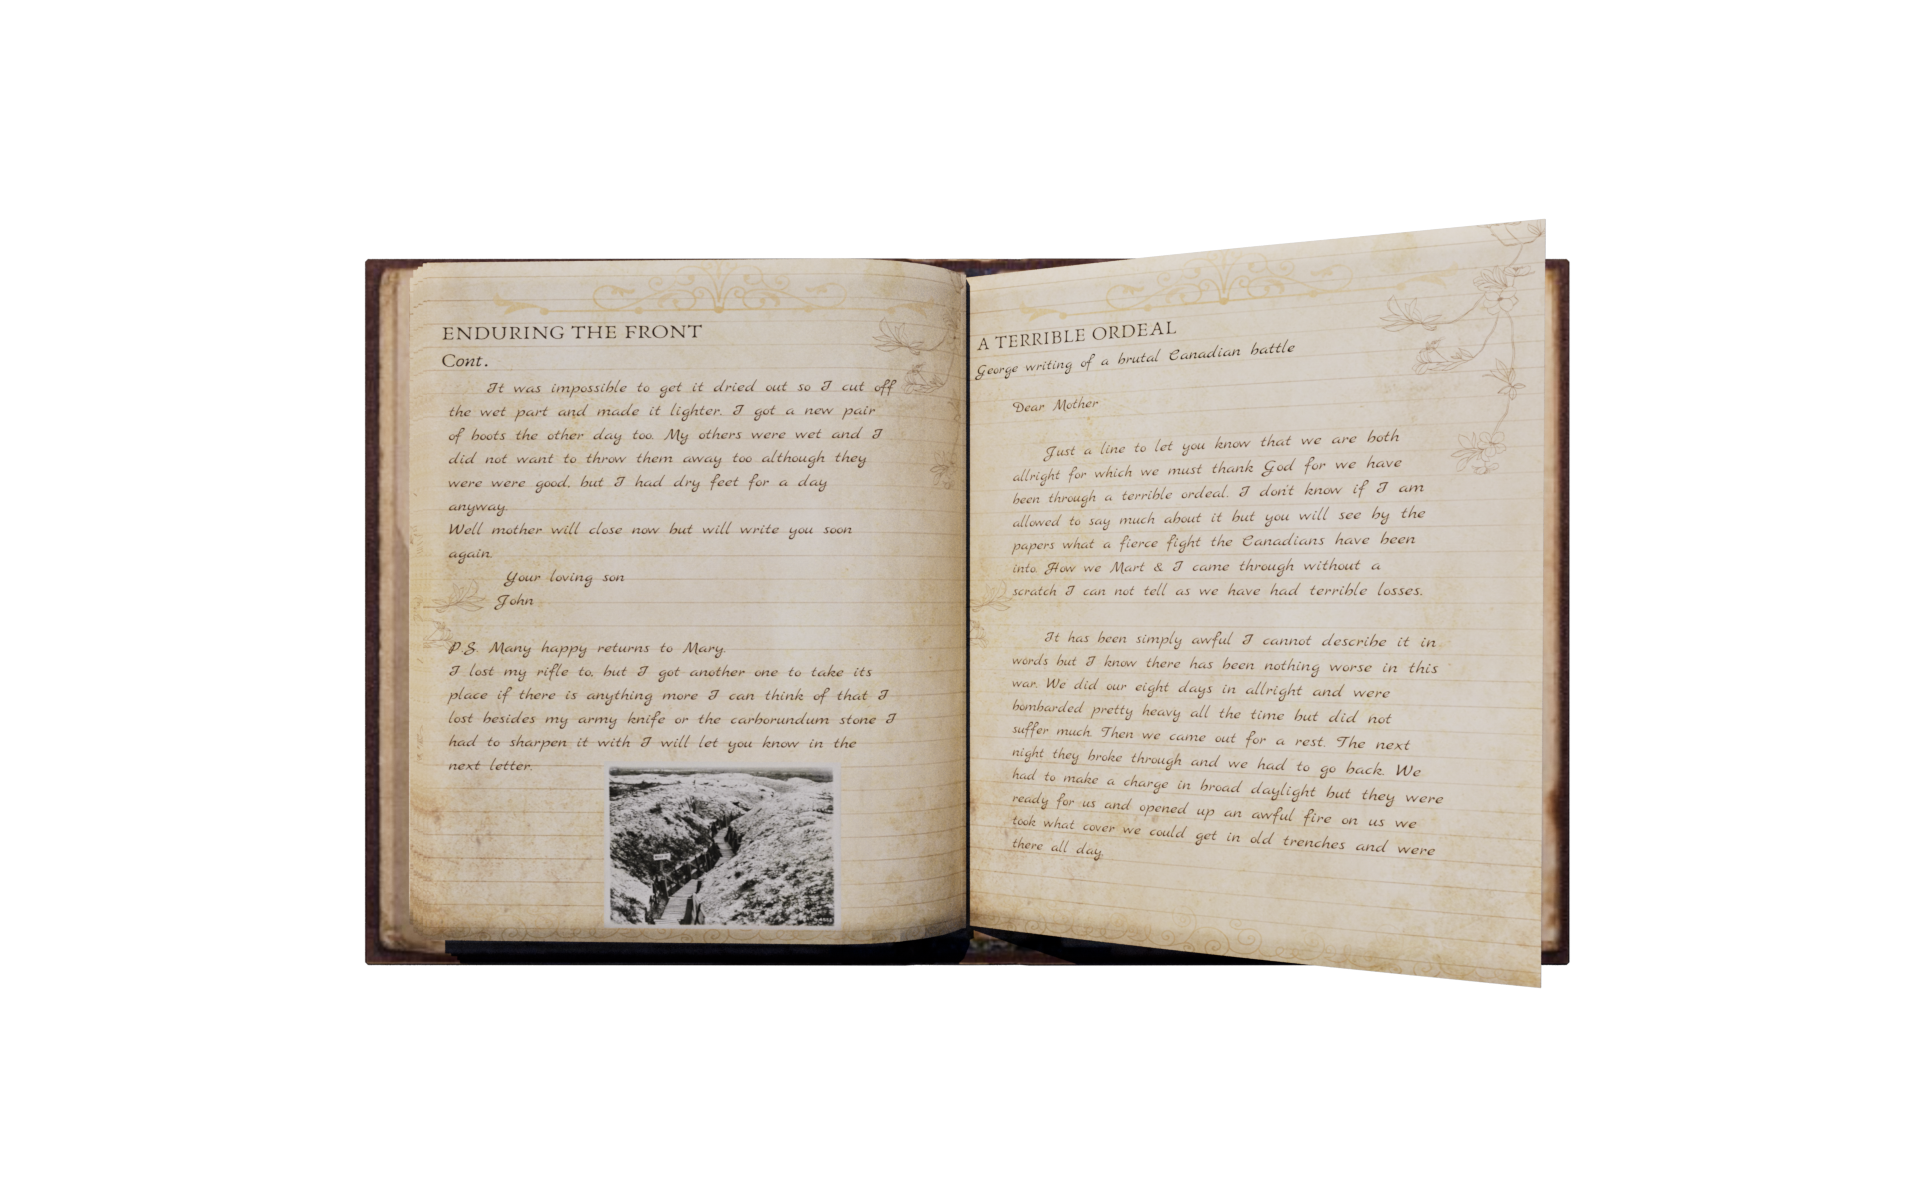 ENDURING THE FRONT
Cont.
It was impossible to get it dried out so I cut off
the wet part and made it lighter. I got a new pair
of boots the other day too. My others were wet and I
did not want to throw them away too although they
were were good, but I had dry feet for a day
anyway.
Well mother will close now but will write you soon
again.
Your loving son
John
P.S. Many happy returns to Mary.
I lost my rifle to, but I got another one to take its
place if there is anything more I can think of that I
lost besides my army knife or the carborundum stone I
had to sharpen it with I will let you know in the
next letter.
A TERRIBLE ORDEAL
George writing of a brutal Canadian battle
Dear Mother
Just a line to let you know that we are both
allright for which we must thank God for we have
been through a terrible ordeal. I don't know if I am
allowed to say much about it but you will see by the
papers what a fierce fight the Canadians have been
into. How we Mart & I came through without a
scratch I can not tell as we have had terrible losses.
It has been simply awful I cannot describe it in
words but I know there has been nothing worse in this
war. We did our eight days in allright and were
bombarded pretty heavy all the time but did not
suffer much. Then we came out for a rest. The next
night they broke through and we had to go back. We
had to make a charge in broad daylight but they were
ready for us and opened up an awful fire on us we
took what cover we could get in old trenches and were
there all day.